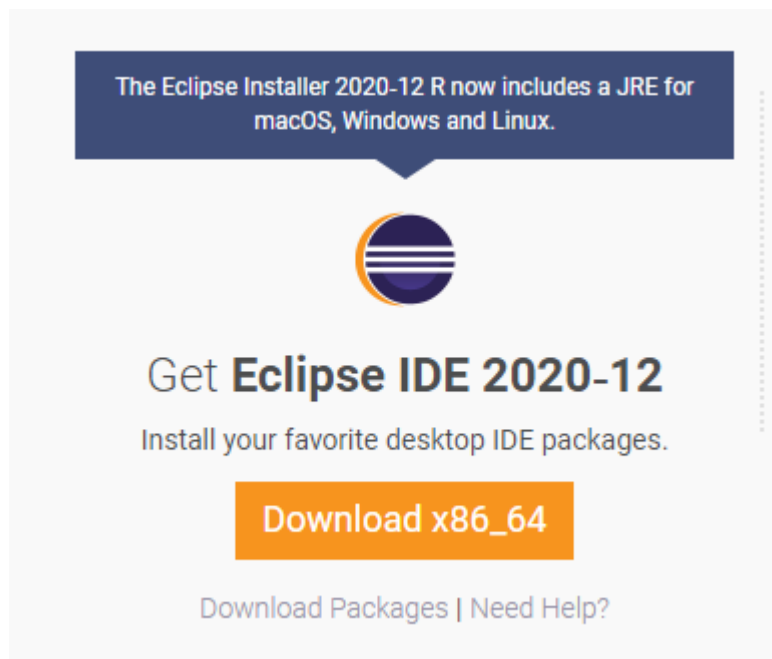 The Eclipse Installer 2020-12 R now includes a JRE for
macOS, Windows and Linux.
Get Eclipse IDE 2020-12
Install your favorite desktop IDE packages.
Download x86_64
Download Packages | Need Help?